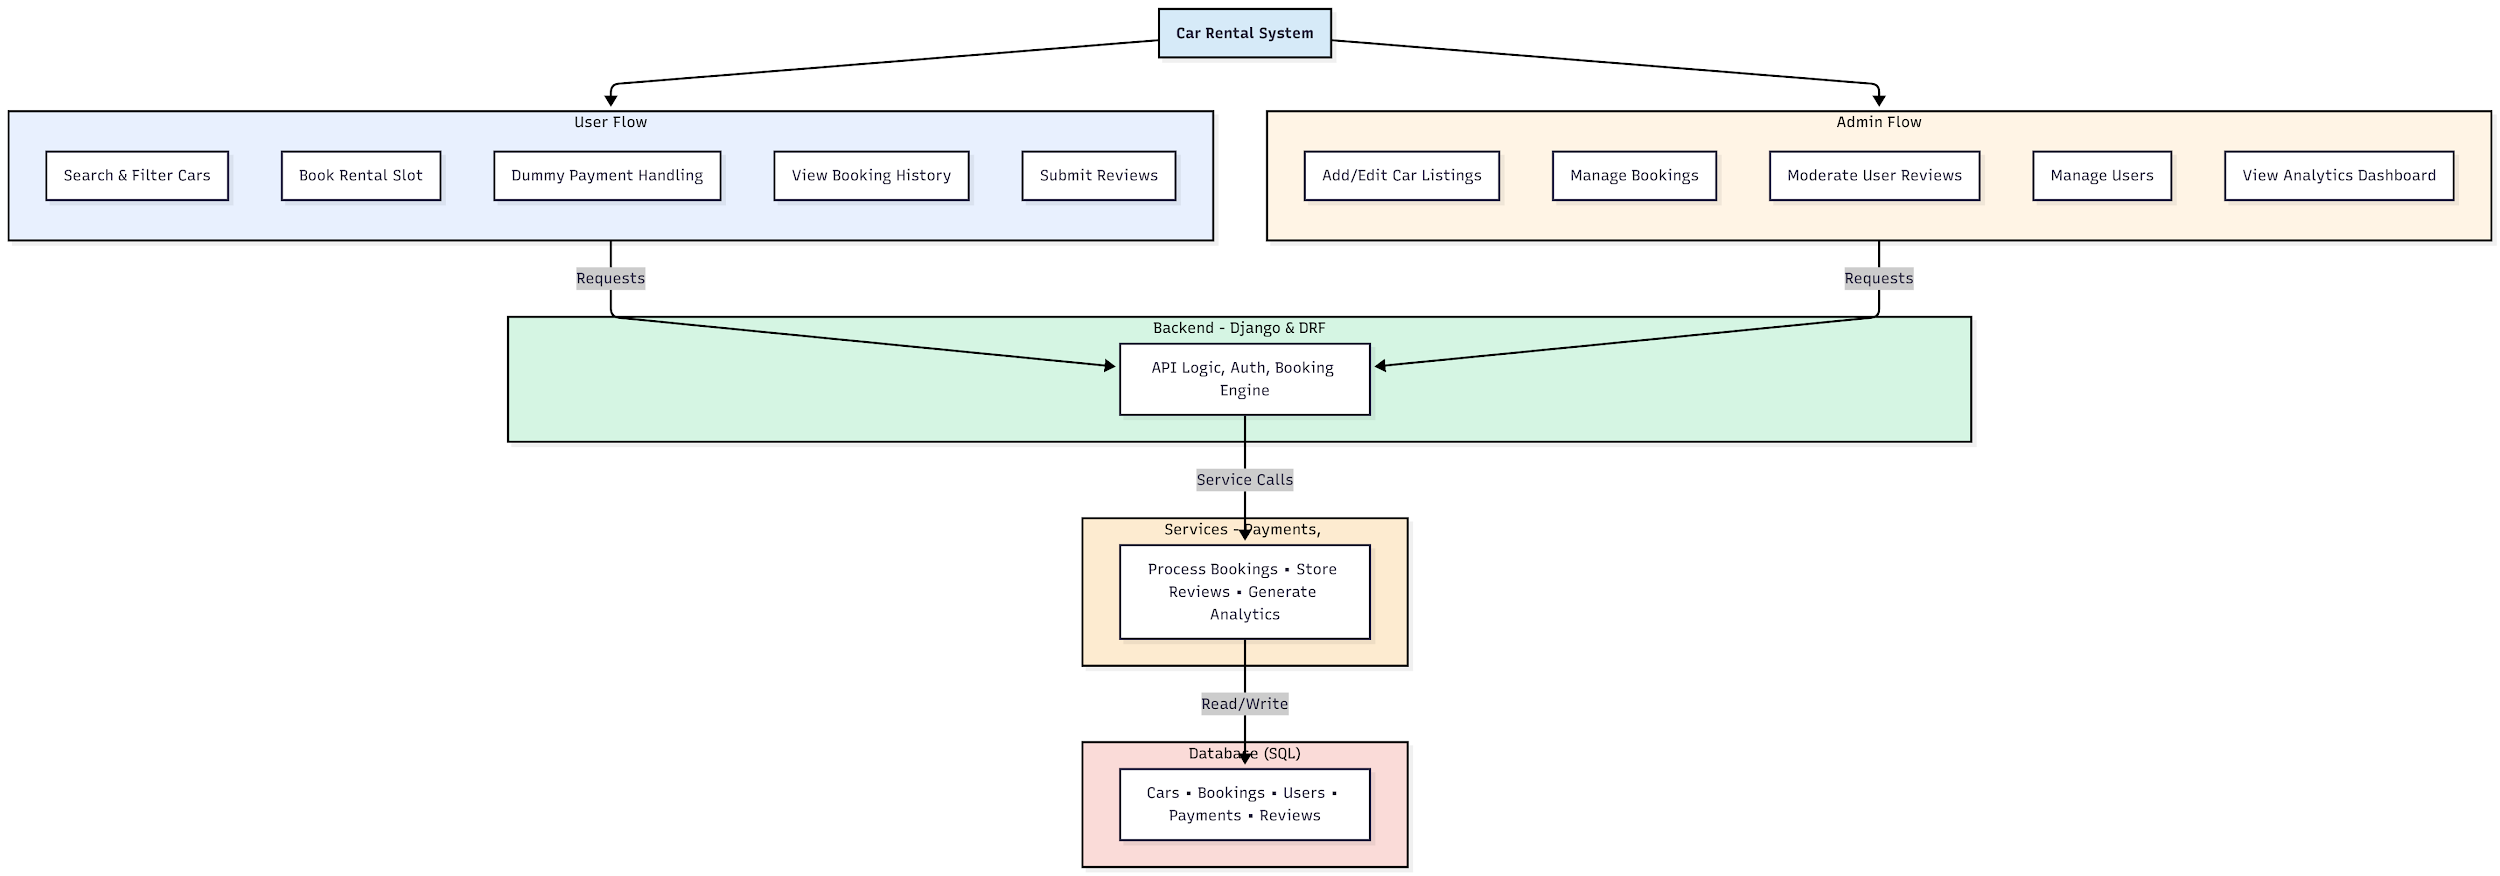 Car Rental System
User Flow
Search & Filter Cars
Book Rental Slot
Dummy Payment Handling
View Booking History
Submit Reviews
Admin Flow
Add/Edit Car Listings
Manage Bookings
Moderate User Reviews
Manage Users
View Analytics Dashboard
Requests
Requests
Backend - Django & DRF
API Logic, Auth, Booking
Engine
Service Calls
Services - Payments,
Process Bookings ▪ Store
Reviews ▪ Generate
Analytics
Read/Write
Database (SQL)
Cars ▪ Bookings ▪ Users ▪
Payments ▪ Reviews